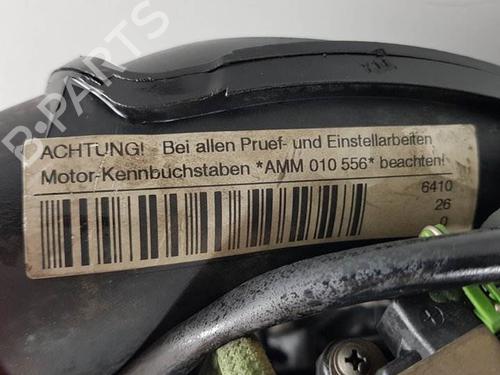 B-PARTS
ACHTUNG! Bei allen Pruef- und Einstellarbeiten
Motor-Kennbuchstaben *AMM 010 556* beachten!
6410
26
0